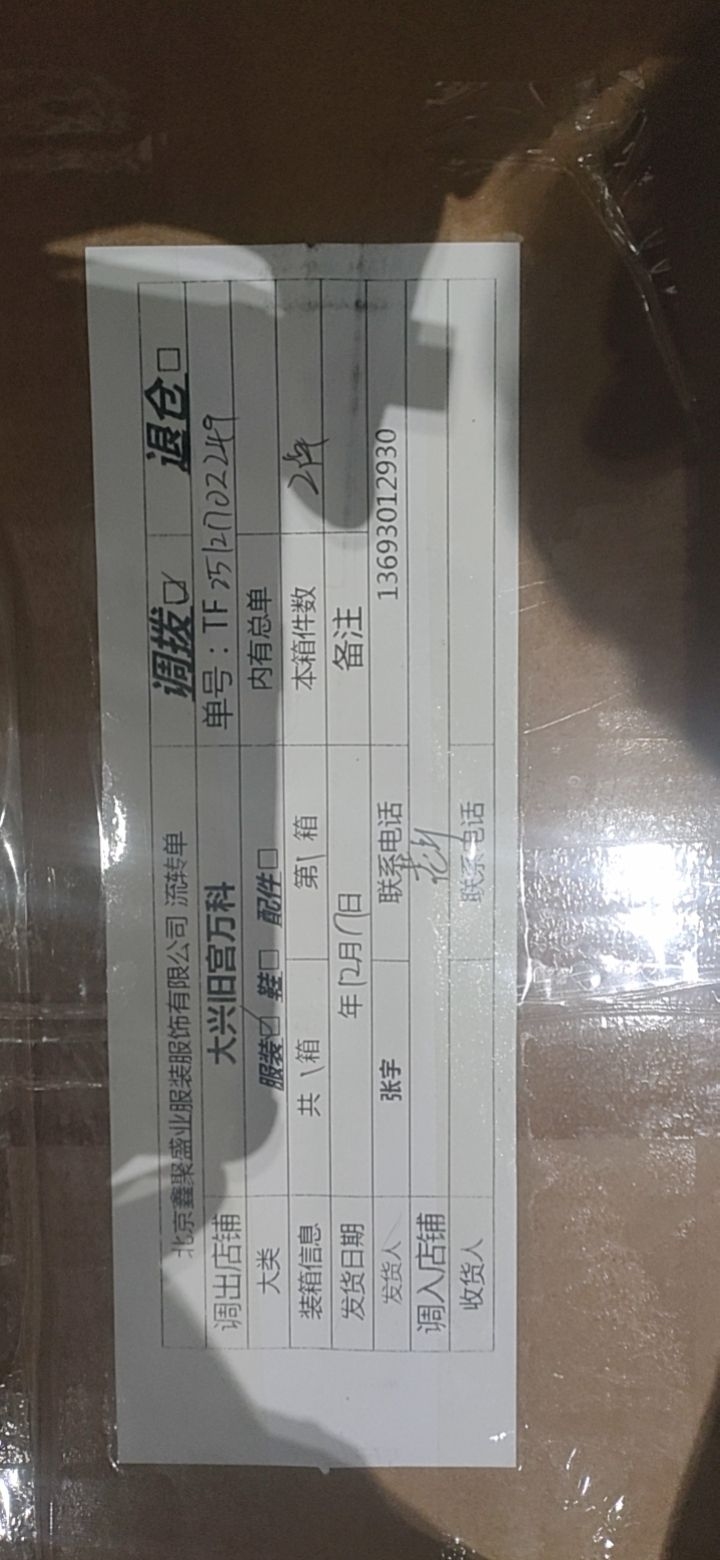 北京鑫聚盛业服装服饰有限公司 流转单 调拨☑ 退仓□
调出店铺 大兴旧宫万科 单号：TF 251217102249
大类 服装☑ 鞋□ 配件□ 内有总单
装箱信息 共 1 箱 第 1 箱 本箱件数
发货日期 年 12月17日 备注
发货人 张宇 联系电话 13693012930
调入店铺
收货人 联系电话